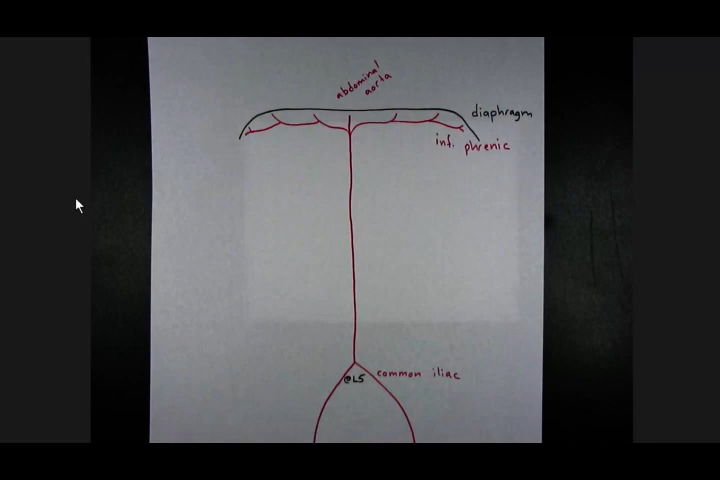 abdominal
aorta
diaphragm
inf. phrenic
@L5
common iliac